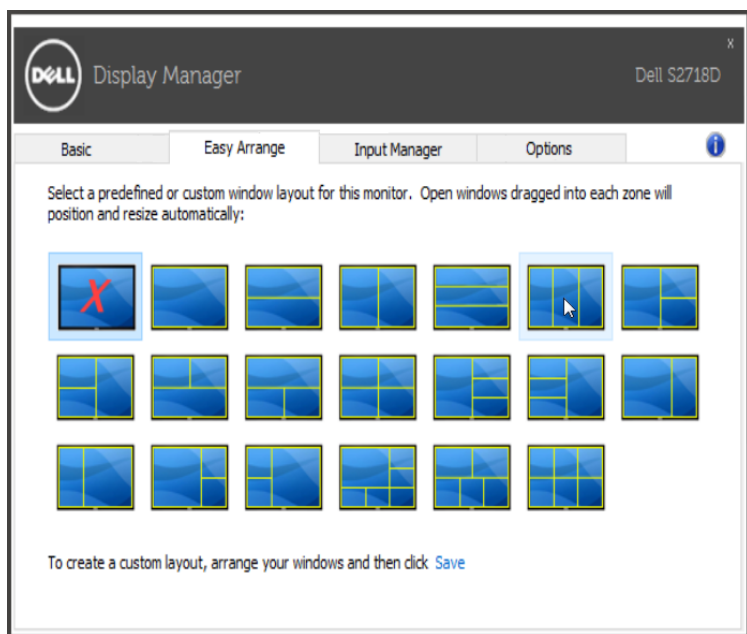 x
DELL Display Manager
Dell S2718D
Basic Easy Arrange Input Manager Options
Select a predefined or custom window layout for this monitor. Open windows dragged into each zone will
position and resize automatically:
To create a custom layout, arrange your windows and then click Save